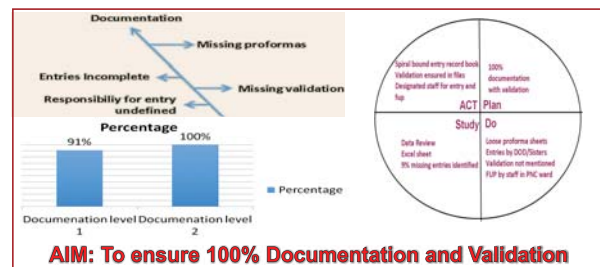 Documentation
Missing proformas
Entries Incomplete
Missing validation
Responsibiliy for entry
undefined
Percentage
91%
100%
Percentage
Documenation level
1
Documenation level
2
Spiral bound entry record book
Validation ensured in files
Designated staff for entry and
fup
ACT
100%
documentation
with validation
Plan
Study
Data Review
Excel sheet
9% missing entries identified
Do
Loose proforma sheets
Entries by DOD/Sisters
Validation not mentioned
FUP by staff in PNC ward
AIM: To ensure 100% Documentation and Validation